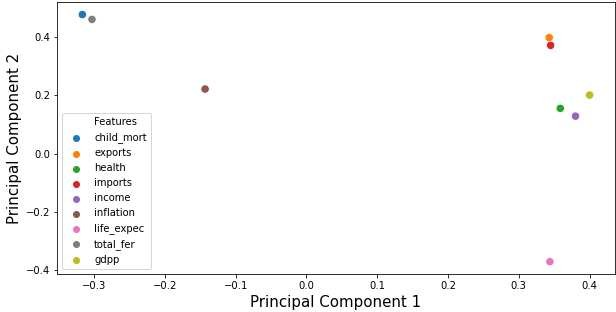 Principal Component 2
0.4
0.2
0.0
−0.2
−0.4
Features
child_mort
exports
health
imports
income
inflation
life_expec
total_fer
gdpp
−0.3
−0.2
−0.1
0.0
0.1
0.2
0.3
0.4
Principal Component 1